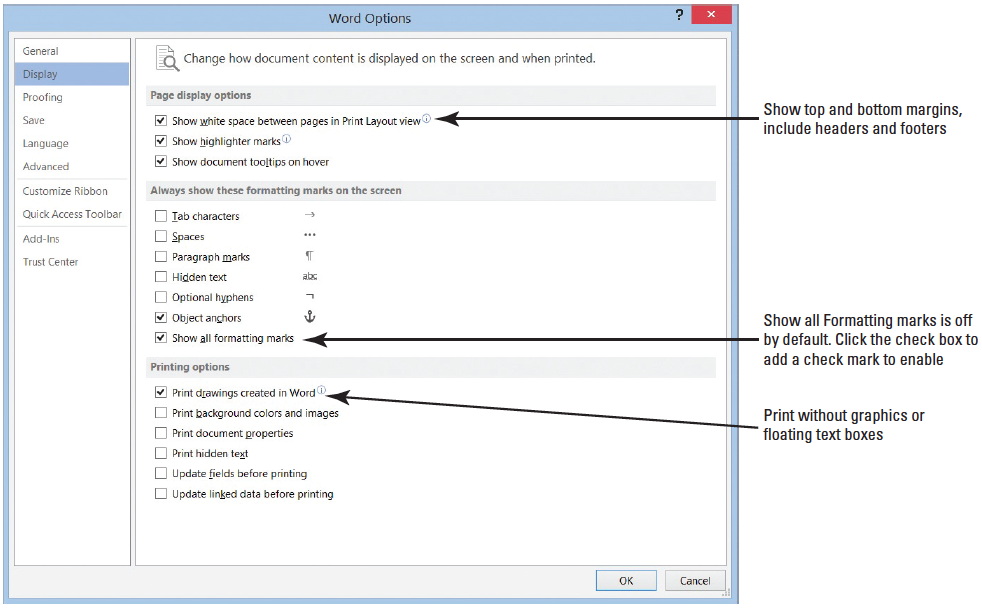 Word Options
?
General
Display
Proofing
Save
Language
Advanced
Customize Ribbon
Quick Access Toolbar
Add-Ins
Trust Center
Change how document content is displayed on the screen and when printed.
Page display options
Show white space between pages in Print Layout view
Show highlighter marks
Show document tooltips on hover
Always show these formatting marks on the screen
Tab characters →
Spaces •••
Paragraph marks ¶
Hidden text abc
Optional hyphens ¬
Object anchors
Show all formatting marks
Printing options
Print drawings created in Word
Print background colors and images
Print document properties
Print hidden text
Update fields before printing
Update linked data before printing
OK
Cancel
Show top and bottom margins,
include headers and footers
Show all Formatting marks is off
by default. Click the check box to
add a check mark to enable
Print without graphics or
floating text boxes